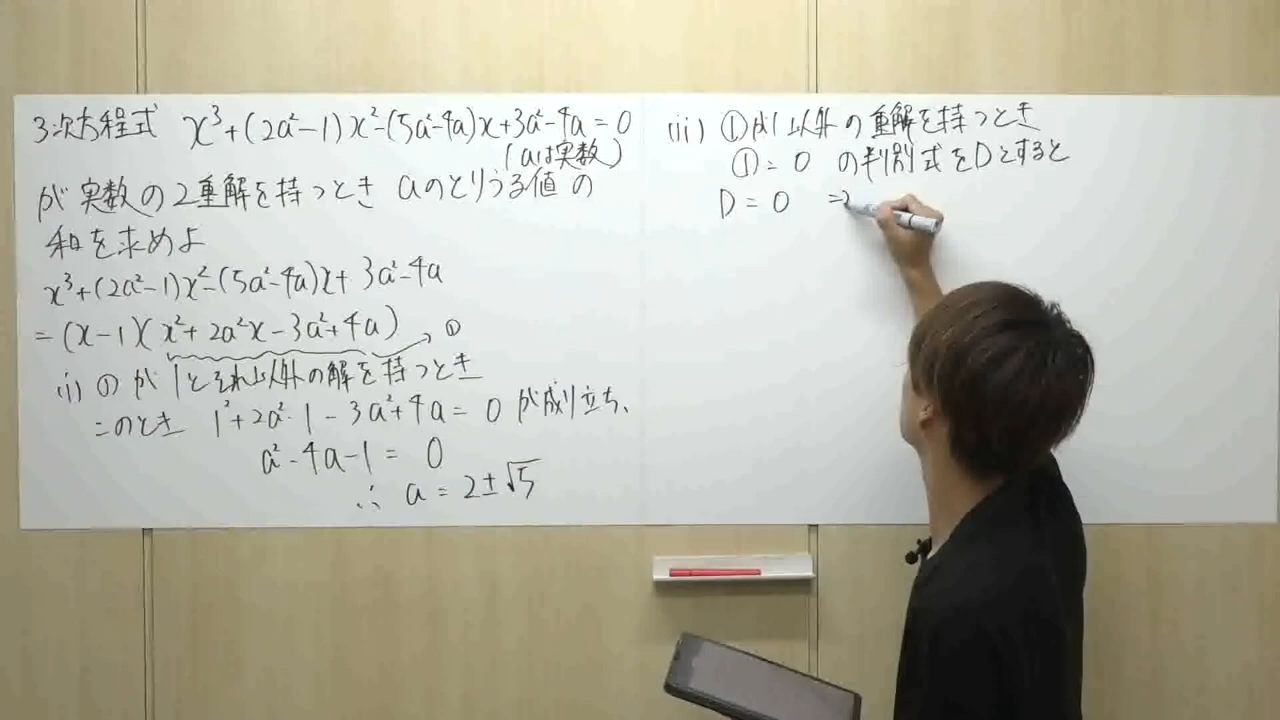 3次方程式 x³+(2a²-1)x²-(5a²-4a)x+3a²-4a=0
(aは実数)
が実数の2重解を持つとき aのとりうる値の
和を求めよ
x³+(2a²-1)x²-(5a²-4a)x+3a²-4a
=(x-1)(x²+2a²x-3a²+4a) → ①
(i) ①が1とそれ以外の解を持つとき
このとき 1²+2a²·1-3a²+4a=0 が成り立ち、
a²-4a-1=0
∴ a=2±√5
(ii) ①が1以外の重解を持つとき
①=0 の判別式をDとすると
D=0